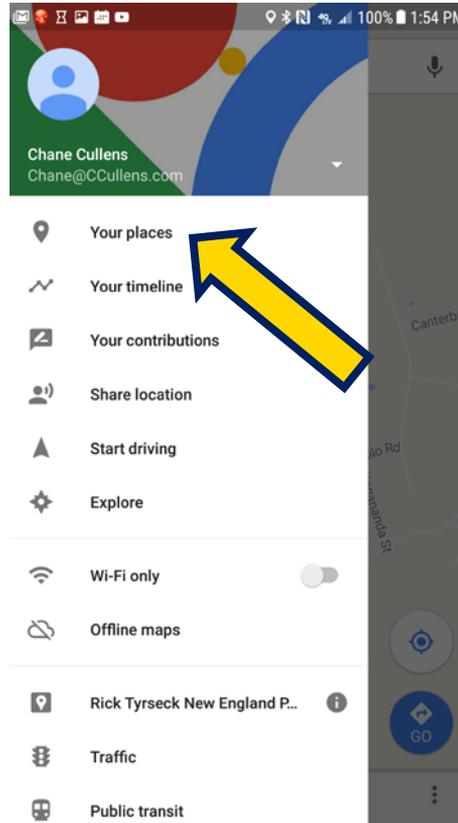 100% 1:54 PM
Chane Cullens
Chane@CCullens.com
Your places
Your timeline
Your contributions
Share location
Start driving
Explore
Wi-Fi only
Offline maps
Rick Tyrseck New England P...
Traffic
Public transit
Canterb
llo Rd
GO